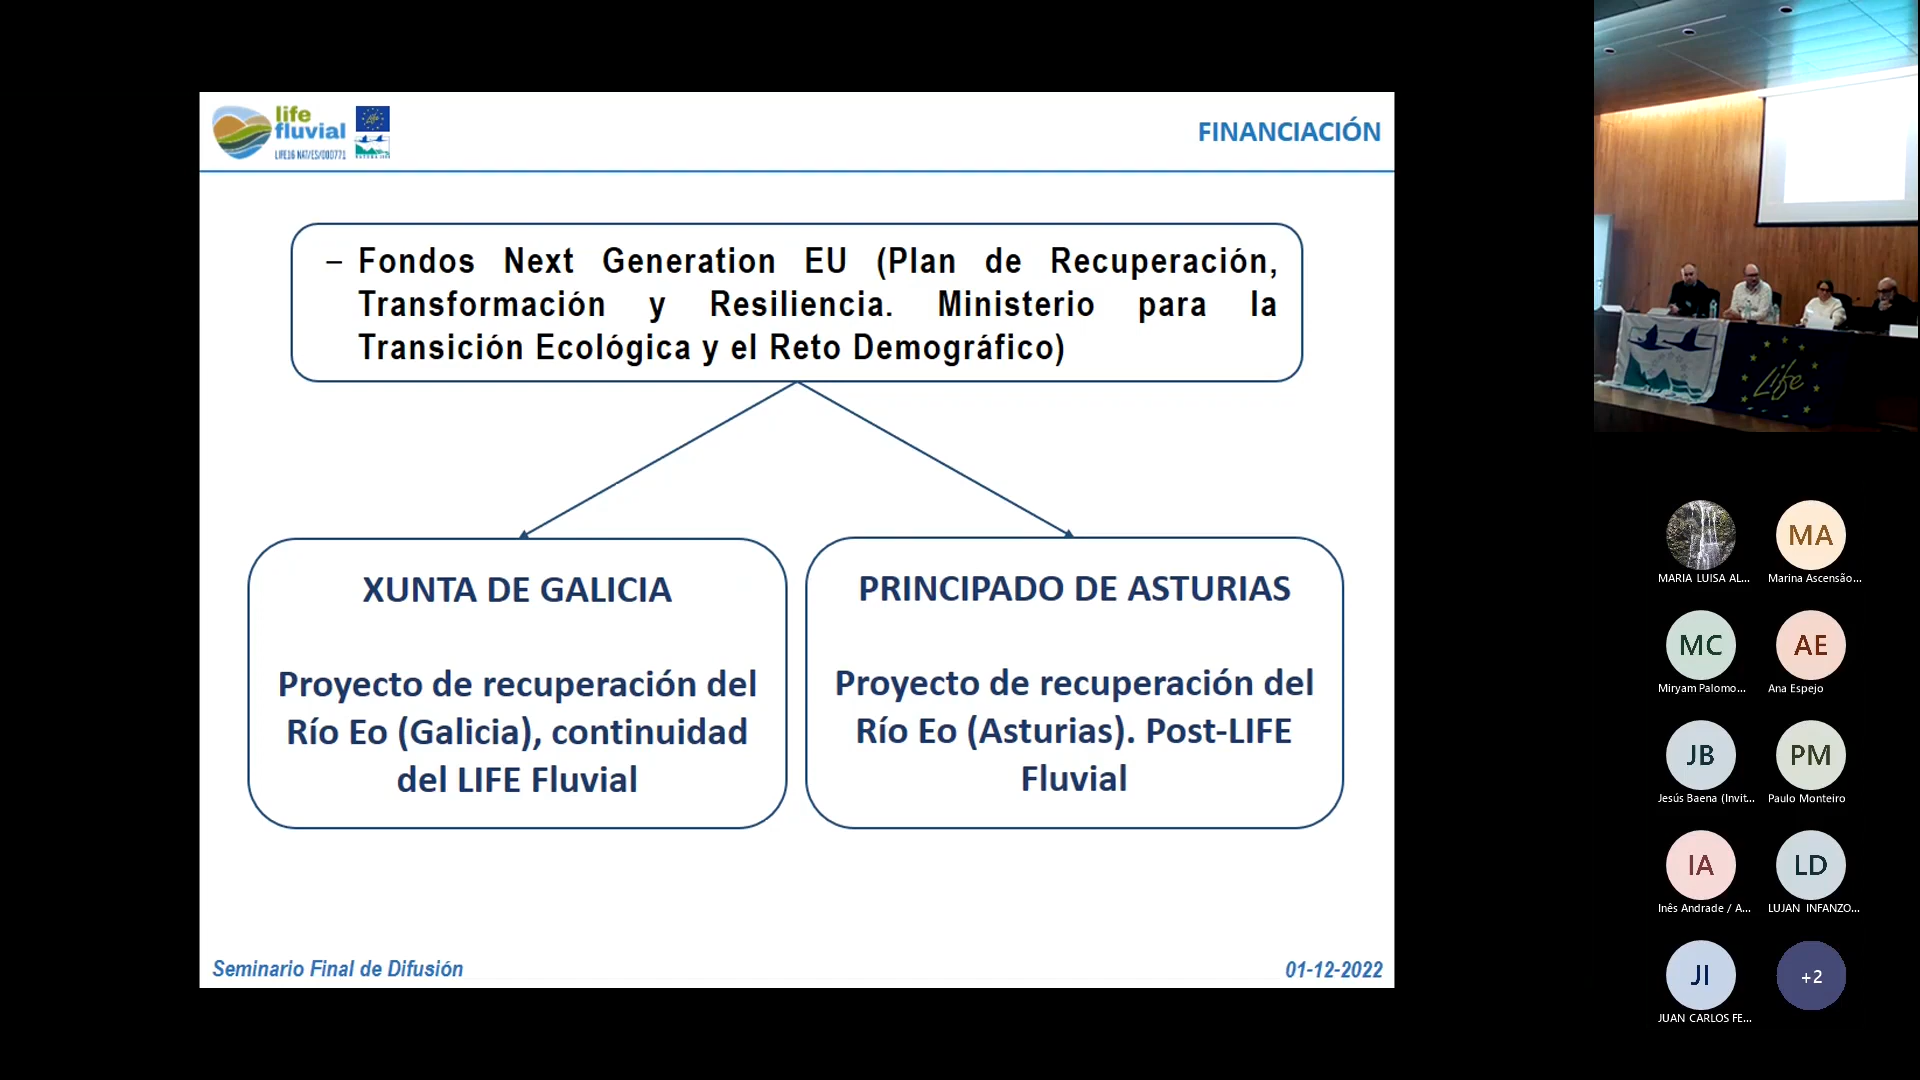 life
fluvial
LIFE16 NAT/ES/000771
FINANCIACIÓN
– Fondos Next Generation EU (Plan de Recuperación,
Transformación y Resiliencia. Ministerio para la
Transición Ecológica y el Reto Demográfico)
XUNTA DE GALICIA
Proyecto de recuperación del
Río Eo (Galicia), continuidad
del LIFE Fluvial
PRINCIPADO DE ASTURIAS
Proyecto de recuperación del
Río Eo (Asturias). Post-LIFE
Fluvial
Seminario Final de Difusión
01-12-2022
Life
MARIA LUISA AL...
MA
Marina Ascensão...
MC
Miryam Palomo...
AE
Ana Espejo
JB
Jesús Baena (Invit...
PM
Paulo Monteiro
IA
Inês Andrade / A...
LD
LUJAN INFANZO...
JI
JUAN CARLOS FE...
+2